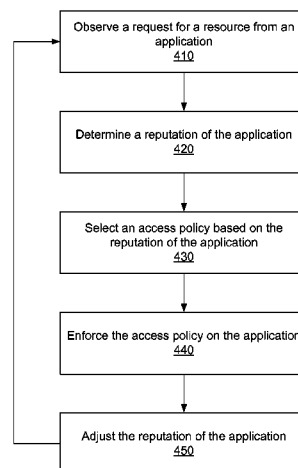 Observe a request for a resource from an
application
410
Determine a reputation of the application
420
Select an access policy based on the
reputation of the application
430
Enforce the access policy on the application
440
Adjust the reputation of the application
450